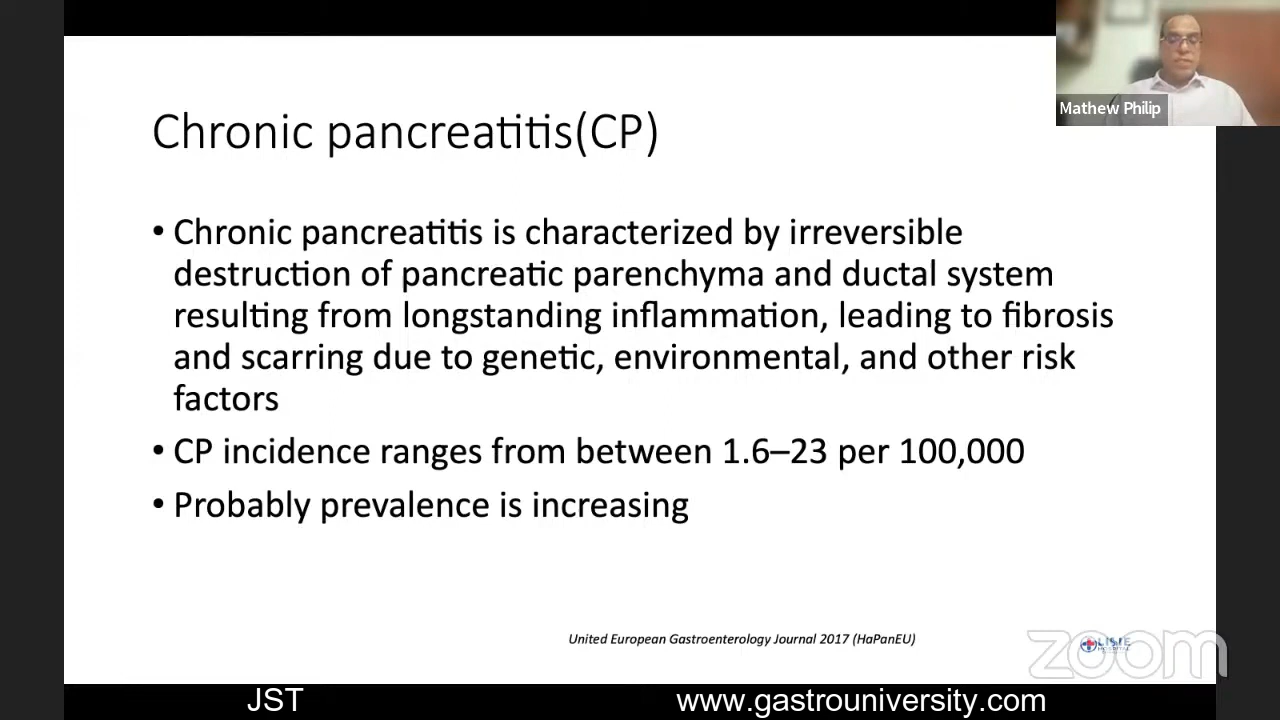 Mathew Philip
Chronic pancreatitis(CP)
• Chronic pancreatitis is characterized by irreversible
destruction of pancreatic parenchyma and ductal system
resulting from longstanding inflammation, leading to fibrosis
and scarring due to genetic, environmental, and other risk
factors
• CP incidence ranges from between 1.6–23 per 100,000
• Probably prevalence is increasing
United European Gastroenterology Journal 2017 (HaPanEU)
LISIE
HOSPITAL
zoom
JST
www.gastrouniversity.com